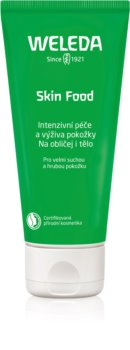 WELEDA
Since 1921
Skin Food
Intenzivní péče
a výživa pokožky
Na obličej i tělo
Pro velmi suchou
a hrubou pokožku
Certifikovaná
přírodní kosmetika